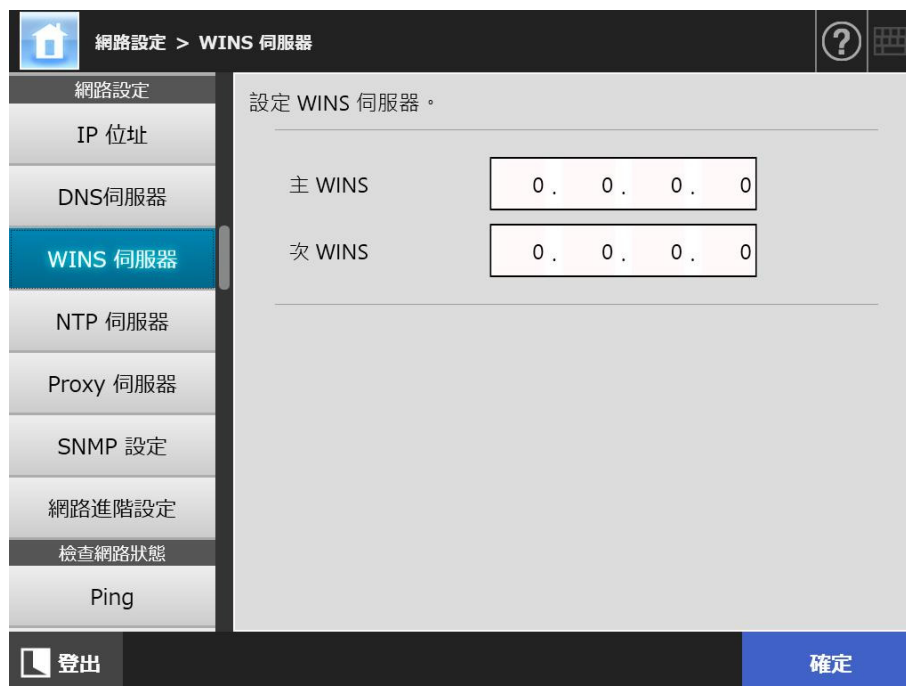 網路設定 > WINS 伺服器
?
網路設定
IP 位址
DNS伺服器
WINS 伺服器
NTP 伺服器
Proxy 伺服器
SNMP 設定
網路進階設定
檢查網路狀態
Ping
設定 WINS 伺服器。
主 WINS 0. 0. 0. 0
次 WINS 0. 0. 0. 0
登出
確定